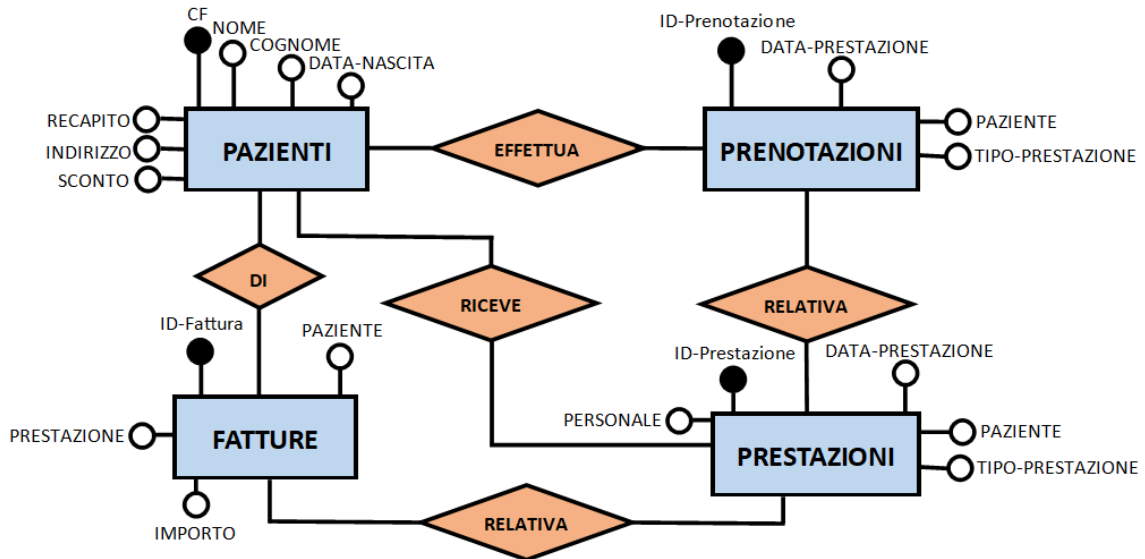 CF
NOME
COGNOME
DATA-NASCITA
RECAPITO
INDIRIZZO
SCONTO
PAZIENTI
EFFETTUA
ID-Prenotazione
DATA-PRESTAZIONE
PRENOTAZIONI
PAZIENTE
TIPO-PRESTAZIONE
DI
RICEVE
RELATIVA
ID-Fattura
PAZIENTE
PRESTAZIONE
FATTURE
IMPORTO
ID-Prestazione
DATA-PRESTAZIONE
PERSONALE
PRESTAZIONI
PAZIENTE
TIPO-PRESTAZIONE
RELATIVA